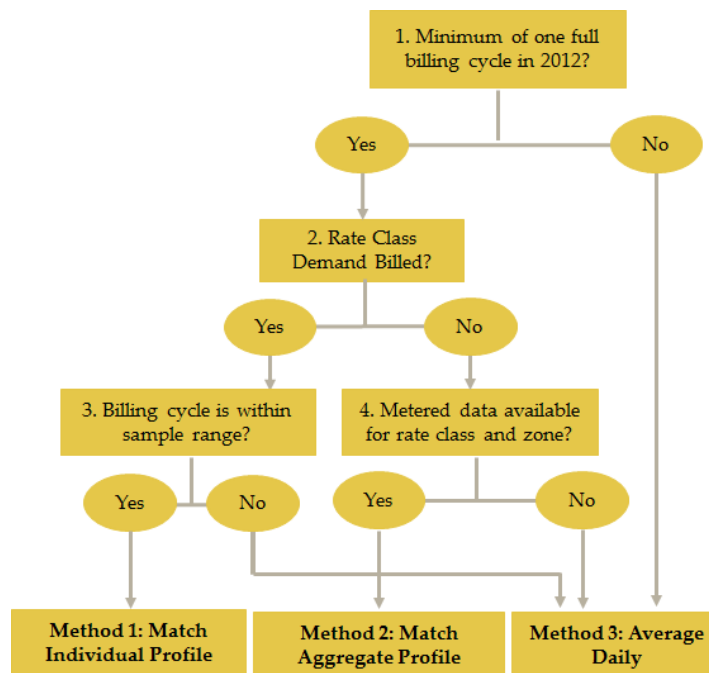 1. Minimum of one full
billing cycle in 2012?
Yes
No
2. Rate Class
Demand Billed?
Yes
No
3. Billing cycle is within
sample range?
4. Metered data available
for rate class and zone?
Yes
No
Yes
No
Method 1: Match
Individual Profile
Method 2: Match
Aggregate Profile
Method 3: Average
Daily